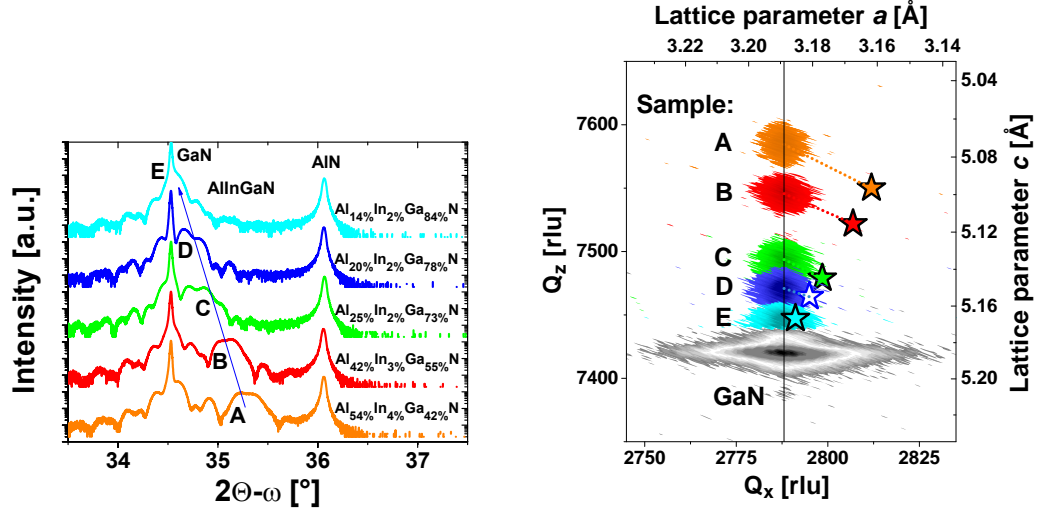 Intensity [a.u.]
E
GaN
AlN
AlInGaN
Al14%In2%Ga84%N
D
Al20%In2%Ga78%N
C
Al25%In2%Ga73%N
B
Al42%In3%Ga55%N
A
Al54%In4%Ga42%N
34 35 36 37
2Θ-ω [°]
Lattice parameter a [Å]
3.22 3.20 3.18 3.16 3.14
Sample:
A
B
C
D
E
GaN
Qz [rlu]
7600
7500
7400
5.04
5.08
5.12
5.16
5.20
Lattice parameter c [Å]
2750 2775 2800 2825
Qx [rlu]